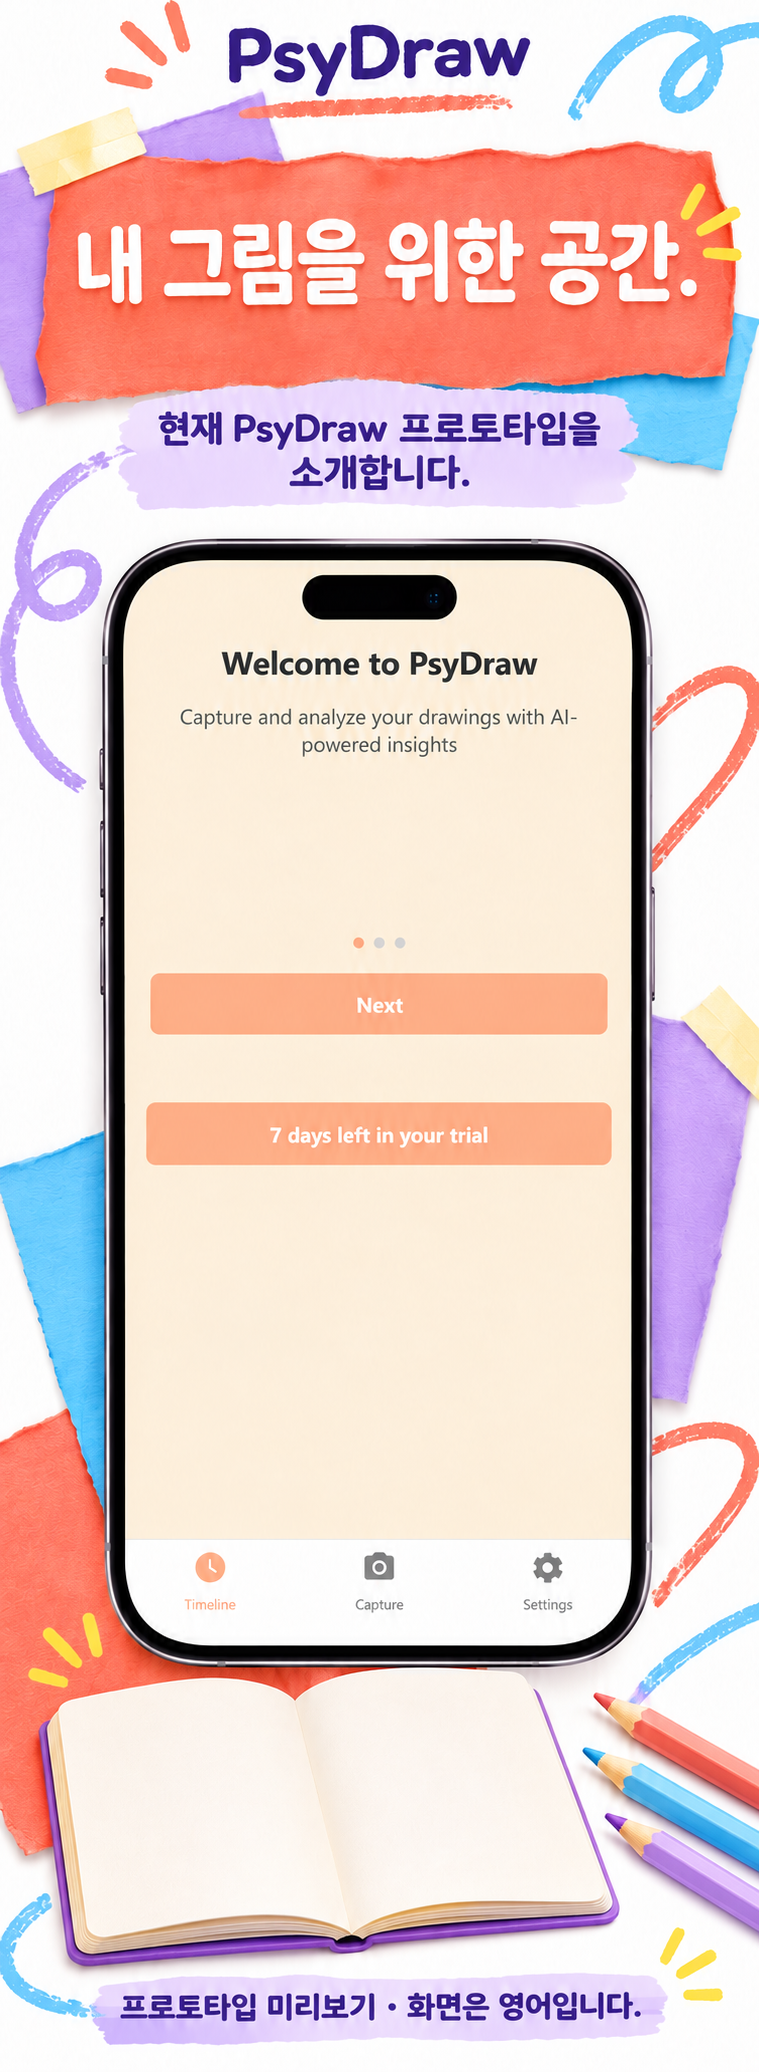 PsyDraw
내 그림을 위한 공간.
현재 PsyDraw 프로토타입을
소개합니다.
Welcome to PsyDraw
Capture and analyze your drawings with AI-
powered insights
Next
7 days left in your trial
Timeline
Capture
Settings
프로토타입 미리보기 • 화면은 영어입니다.